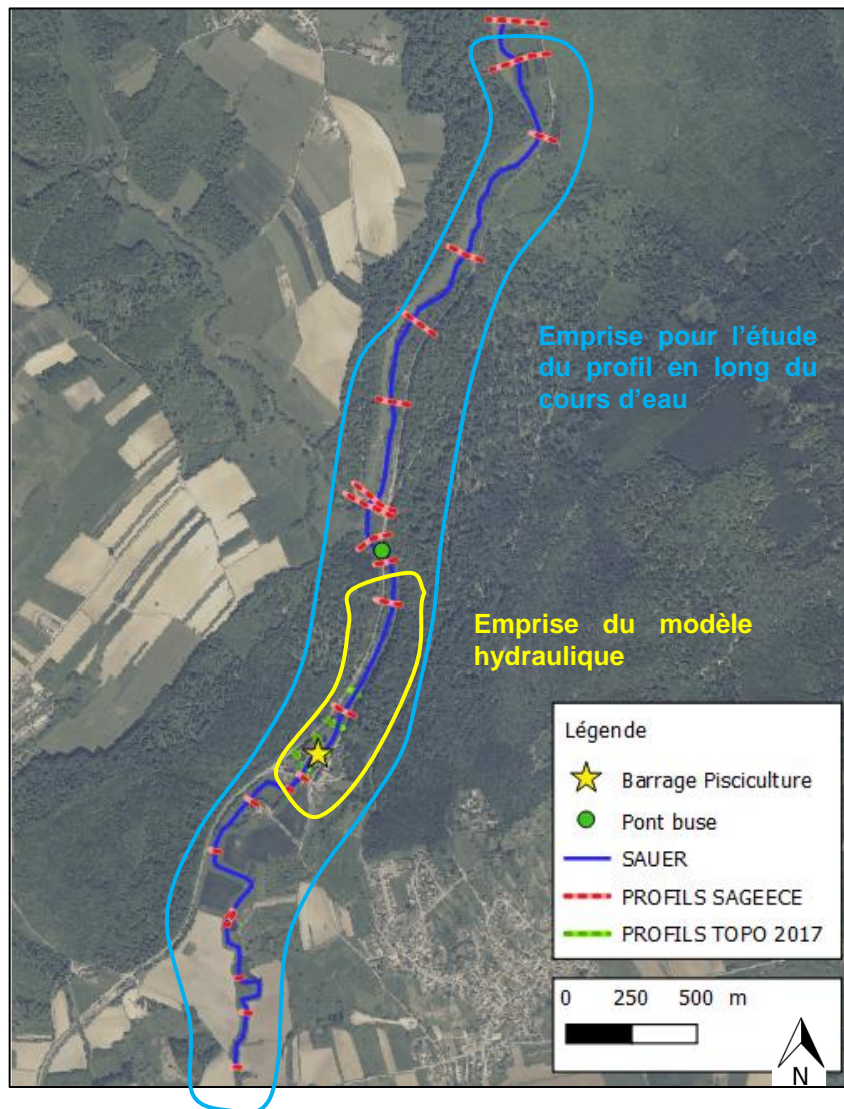 Emprise pour l'étude
du profil en long du
cours d'eau
Emprise du modèle
hydraulique
Légende
Barrage Pisciculture
Pont buse
SAUER
PROFILS SAGEECE
PROFILS TOPO 2017
0 250 500 m
N